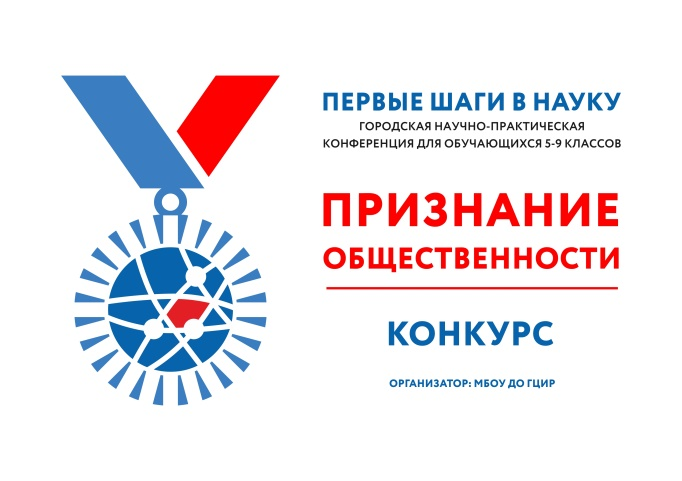 ПЕРВЫЕ ШАГИ В НАУКУ
ГОРОДСКАЯ НАУЧНО-ПРАКТИЧЕСКАЯ
КОНФЕРЕНЦИЯ ДЛЯ ОБУЧАЮЩИХСЯ 5-9 КЛАССОВ
ПРИЗНАНИЕ
ОБЩЕСТВЕННОСТИ
КОНКУРС
ОРГАНИЗАТОР: МБОУ ДО ГЦИР